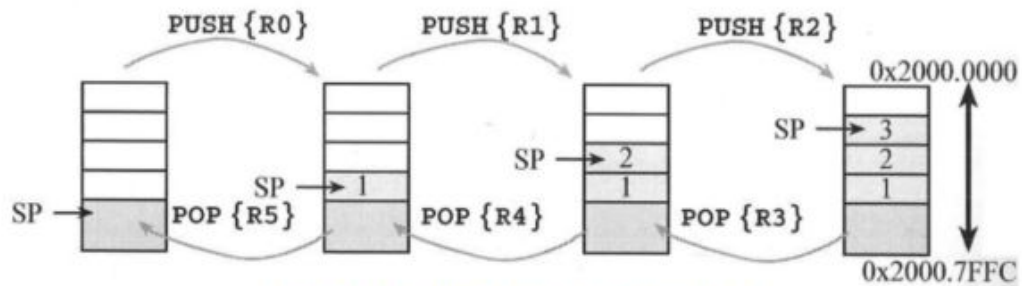 PUSH {R0}
PUSH {R1}
PUSH {R2}
0x2000.0000
SP
3
SP
2
2
SP
1
1
1
SP
POP {R5}
POP {R4}
POP {R3}
0x2000.7FFC